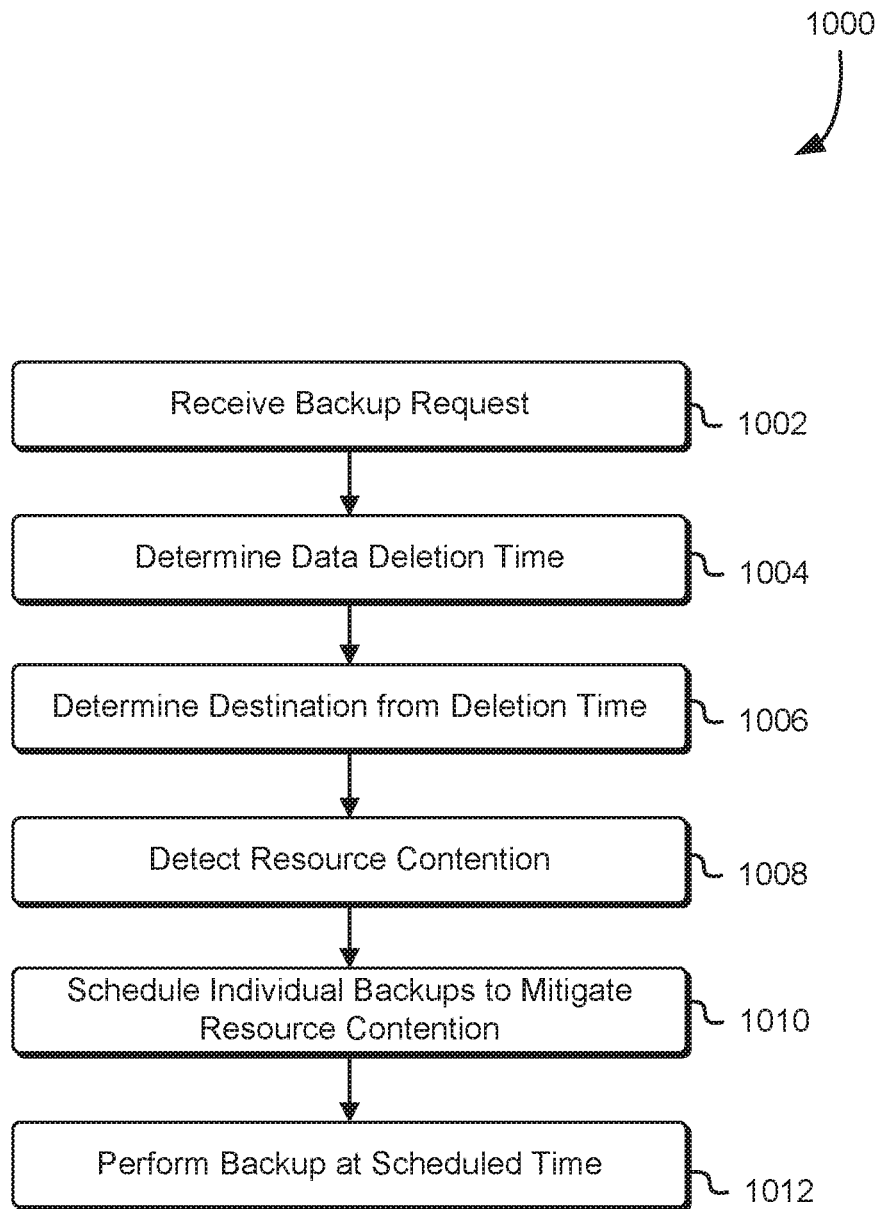 1000
Receive Backup Request
1002
Determine Data Deletion Time
1004
Determine Destination from Deletion Time
1006
Detect Resource Contention
1008
Schedule Individual Backups to Mitigate
Resource Contention
1010
Perform Backup at Scheduled Time
1012